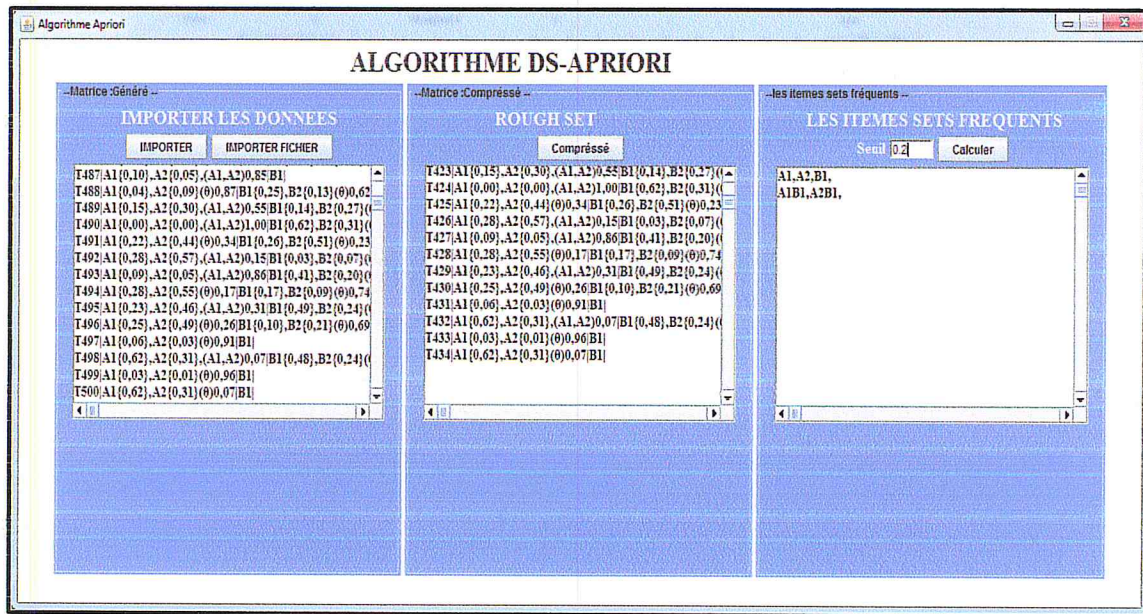 Algorithme Apriori
ALGORITHME DS-APRIORI
--Matrice :Généré --
IMPORTER LES DONNEES
IMPORTER IMPORTER FICHIER
T487|A1{0,10},A2{0,05},(A1,A2)0,85|B1|
T488|A1{0,04},A2{0,09}(θ)0,87|B1{0,25},B2{0,13}(θ)0,62
T489|A1{0,15},A2{0,30},(A1,A2)0,55|B1{0,14},B2{0,27}(
T490|A1{0,00},A2{0,00},(A1,A2)1,00|B1{0,62},B2{0,31}(
T491|A1{0,22},A2{0,44}(θ)0,34|B1{0,26},B2{0,51}(θ)0,23
T492|A1{0,28},A2{0,57},(A1,A2)0,15|B1{0,03},B2{0,07}(
T493|A1{0,09},A2{0,05},(A1,A2)0,86|B1{0,41},B2{0,20}(
T494|A1{0,28},A2{0,55}(θ)0,17|B1{0,17},B2{0,09}(θ)0,74
T495|A1{0,23},A2{0,46},(A1,A2)0,31|B1{0,49},B2{0,24}(
T496|A1{0,25},A2{0,49}(θ)0,26|B1{0,10},B2{0,21}(θ)0,69
T497|A1{0,06},A2{0,03}(θ)0,91|B1|
T498|A1{0,62},A2{0,31},(A1,A2)0,07|B1{0,48},B2{0,24}(
T499|A1{0,03},A2{0,01}(θ)0,96|B1|
T500|A1{0,62},A2{0,31}(θ)0,07|B1|
--Matrice :Compréssé --
ROUGH SET
Compréssé
T423|A1{0,15},A2{0,30},(A1,A2)0,55|B1{0,14},B2{0,27}(
T424|A1{0,00},A2{0,00},(A1,A2)1,00|B1{0,62},B2{0,31}(
T425|A1{0,22},A2{0,44}(θ)0,34|B1{0,26},B2{0,51}(θ)0,23
T426|A1{0,28},A2{0,57},(A1,A2)0,15|B1{0,03},B2{0,07}(
T427|A1{0,09},A2{0,05},(A1,A2)0,86|B1{0,41},B2{0,20}(
T428|A1{0,28},A2{0,55}(θ)0,17|B1{0,17},B2{0,09}(θ)0,74
T429|A1{0,23},A2{0,46},(A1,A2)0,31|B1{0,49},B2{0,24}(
T430|A1{0,25},A2{0,49}(θ)0,26|B1{0,10},B2{0,21}(θ)0,69
T431|A1{0,06},A2{0,03}(θ)0,91|B1|
T432|A1{0,62},A2{0,31},(A1,A2)0,07|B1{0,48},B2{0,24}(
T433|A1{0,03},A2{0,01}(θ)0,96|B1|
T434|A1{0,62},A2{0,31}(θ)0,07|B1|
--les itemes sets fréquents --
LES ITEMES SETS FREQUENTS
Seuil 0.2 Calculer
A1,A2,B1,
A1B1,A2B1,